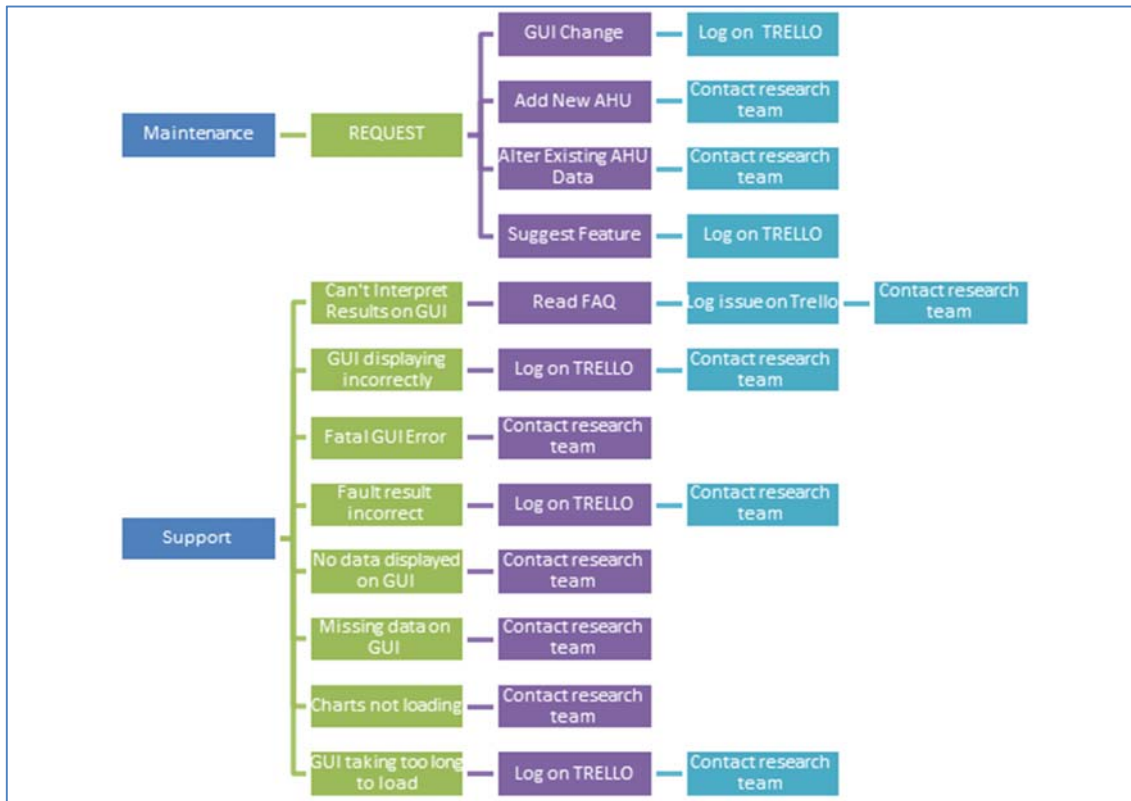 GUI Change
Log on TRELLO
Add New AHU
Contact research
team
Maintenance
REQUEST
Alter Existing AHU
Data
Contact research
team
Suggest Feature
Log on TRELLO
Can't Interpret
Results on GUI
Read FAQ
Log issue on Trello
Contact research
team
GUI displaying
incorrectly
Log on TRELLO
Contact research
team
Fatal GUI Error
Contact research
team
Fault result
incorrect
Log on TRELLO
Contact research
team
Support
No data displayed
on GUI
Contact research
team
Missing data on
GUI
Contact research
team
Charts not loading
Contact research
team
GUI taking too long
to load
Log on TRELLO
Contact research
team